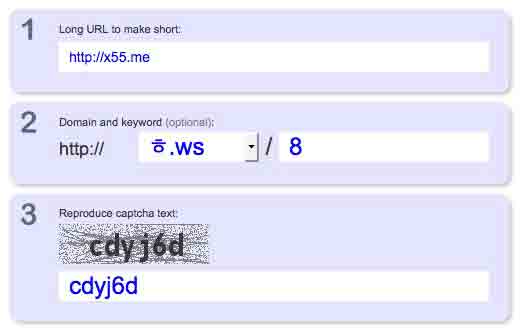 1 Long URL to make short:
http://x55.me
2 Domain and keyword (optional):
http:// ㅎ.ws / 8
3 Reproduce captcha text:
cdyj6d
cdyj6d